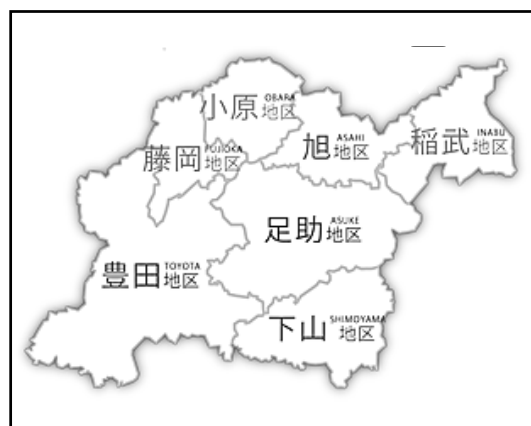 小原 OBARA 地区
藤岡 FUJIOKA 地区
旭 ASAHI 地区
稲武 INABU 地区
足助 ASUKE 地区
豊田 TOYOTA 地区
下山 SHIMOYAMA 地区